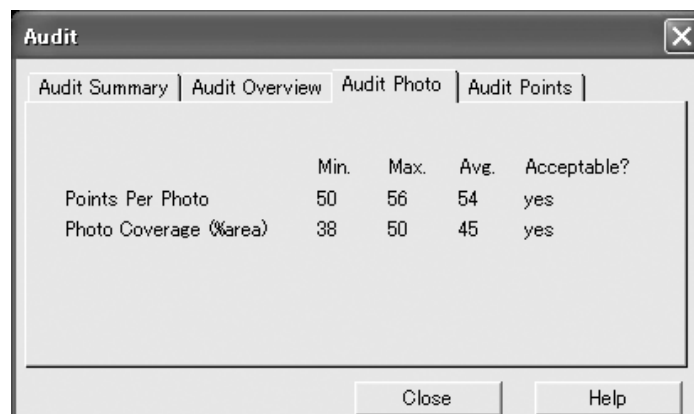 Audit
Audit Summary Audit Overview Audit Photo Audit Points
Min. Max. Avg. Acceptable?
Points Per Photo 50 56 54 yes
Photo Coverage (%area) 38 50 45 yes
Close Help